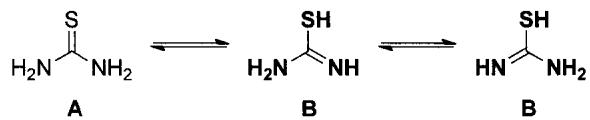 S SH SH
H₂N NH₂ H₂N NH HN NH₂
A B B